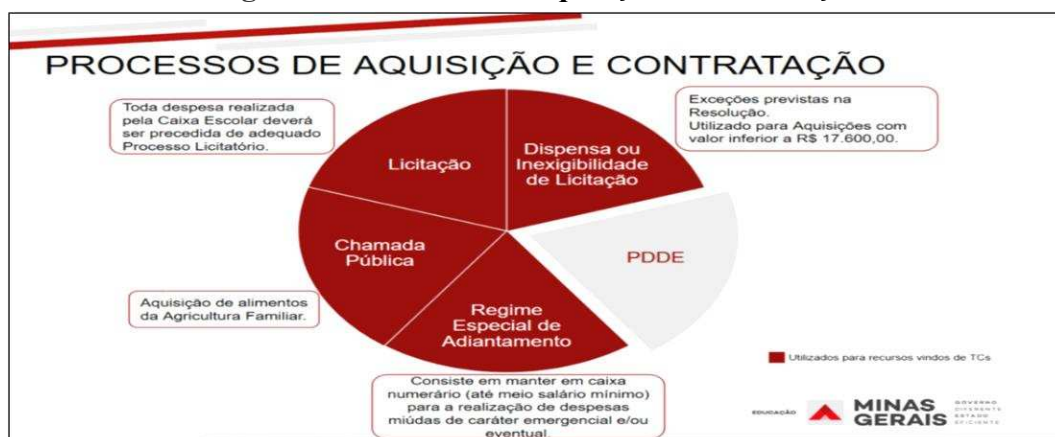 PROCESSOS DE AQUISIÇÃO E CONTRATAÇÃO
Toda despesa realizada
pela Caixa Escolar deverá
ser precedida de adequado
Processo Licitatório.
Exceções previstas na
Resolução.
Utilizado para Aquisições com
valor inferior a R$ 17.600,00.
Licitação
Dispensa ou
Inexigibilidade
de Licitação
Chamada
Pública
PDDE
Regime
Especial de
Adiantamento
Aquisição de alimentos
da Agricultura Familiar.
Consiste em manter em caixa
numerário (até meio salário mínimo)
para a realização de despesas
miúdas de caráter emergencial e/ou
eventual.
Utilizados para recursos vindos de TCs
EDUCAÇÃO
MINAS
GERAIS
GOVERNO
DIFERENTE
ESTADO
EFICIENTE